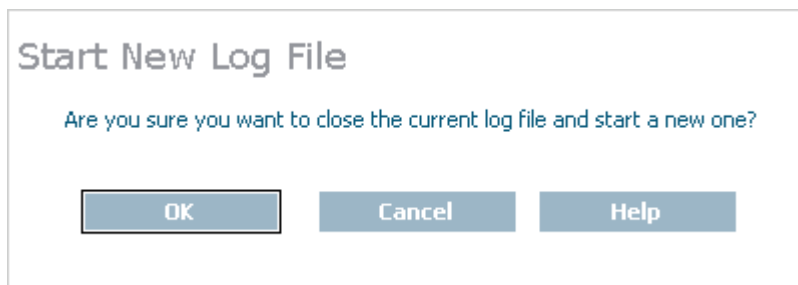 Start New Log File
Are you sure you want to close the current log file and start a new one?
OK Cancel Help